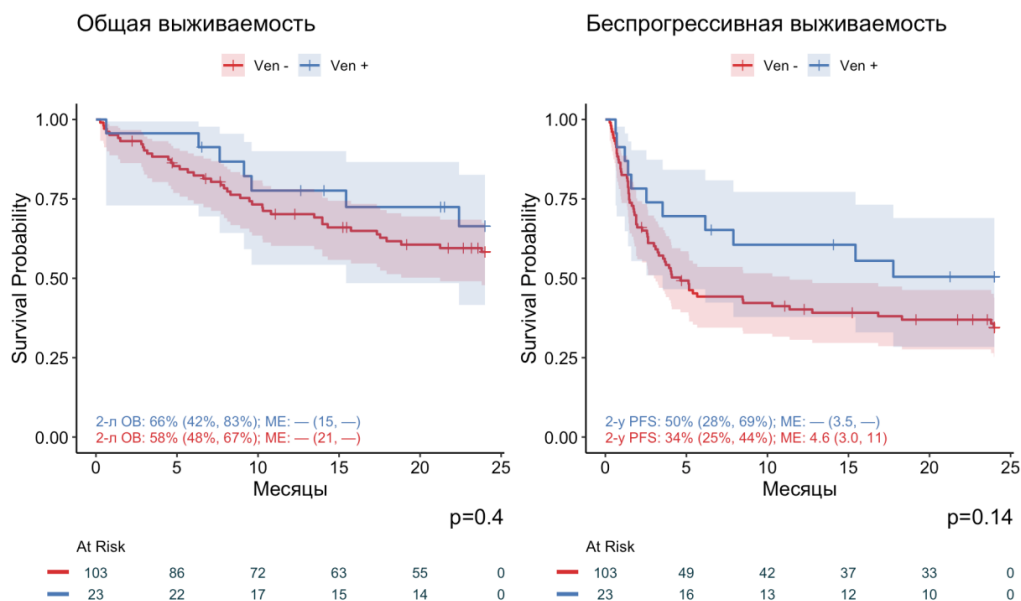 Общая выживаемость
Ven - Ven +
Survival Probability
1.00
0.75
0.50
0.25
0.00
2-л ОВ: 66% (42%, 83%); ME: — (15, —)
2-л ОВ: 58% (48%, 67%); ME: — (21, —)
0 5 10 15 20 25
Месяцы
p=0.4
At Risk
103 86 72 63 55 0
23 22 17 15 14 0
Беспрогрессивная выживаемость
Ven - Ven +
Survival Probability
1.00
0.75
0.50
0.25
0.00
2-y PFS: 50% (28%, 69%); ME: — (3.5, —)
2-y PFS: 34% (25%, 44%); ME: 4.6 (3.0, 11)
0 5 10 15 20 25
Месяцы
p=0.14
At Risk
103 49 42 37 33 0
23 16 13 12 10 0